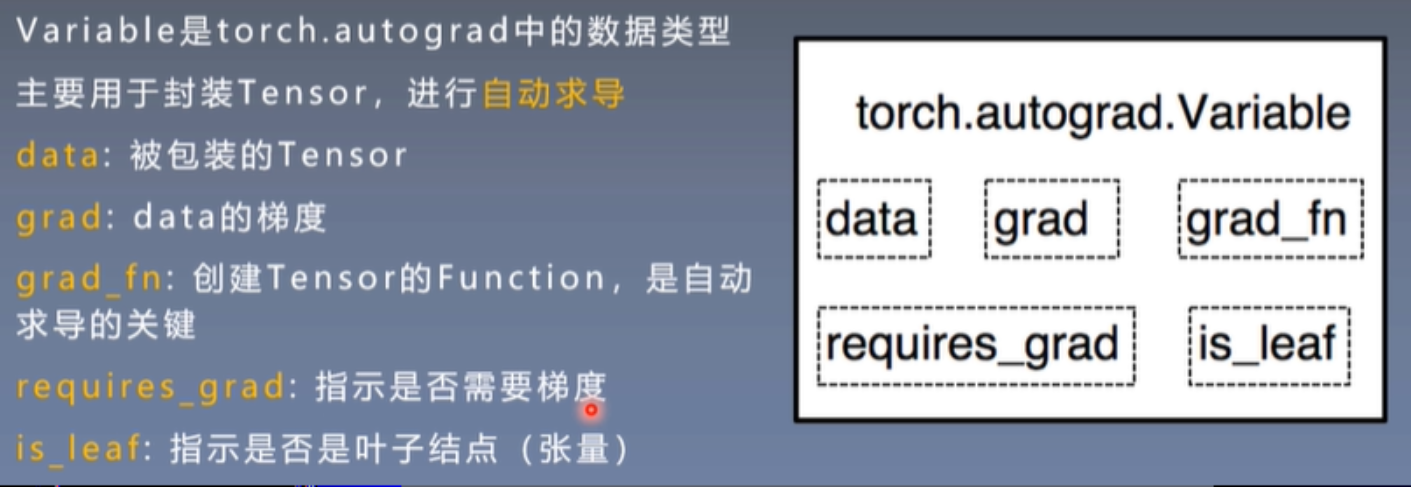 Variable是torch.autograd中的数据类型
主要用于封装Tensor，进行自动求导
data: 被包装的Tensor
grad: data的梯度
grad_fn: 创建Tensor的Function，是自动
求导的关键
requires_grad: 指示是否需要梯度
is_leaf: 指示是否是叶子结点（张量）
torch.autograd.Variable
data grad grad_fn
requires_grad is_leaf